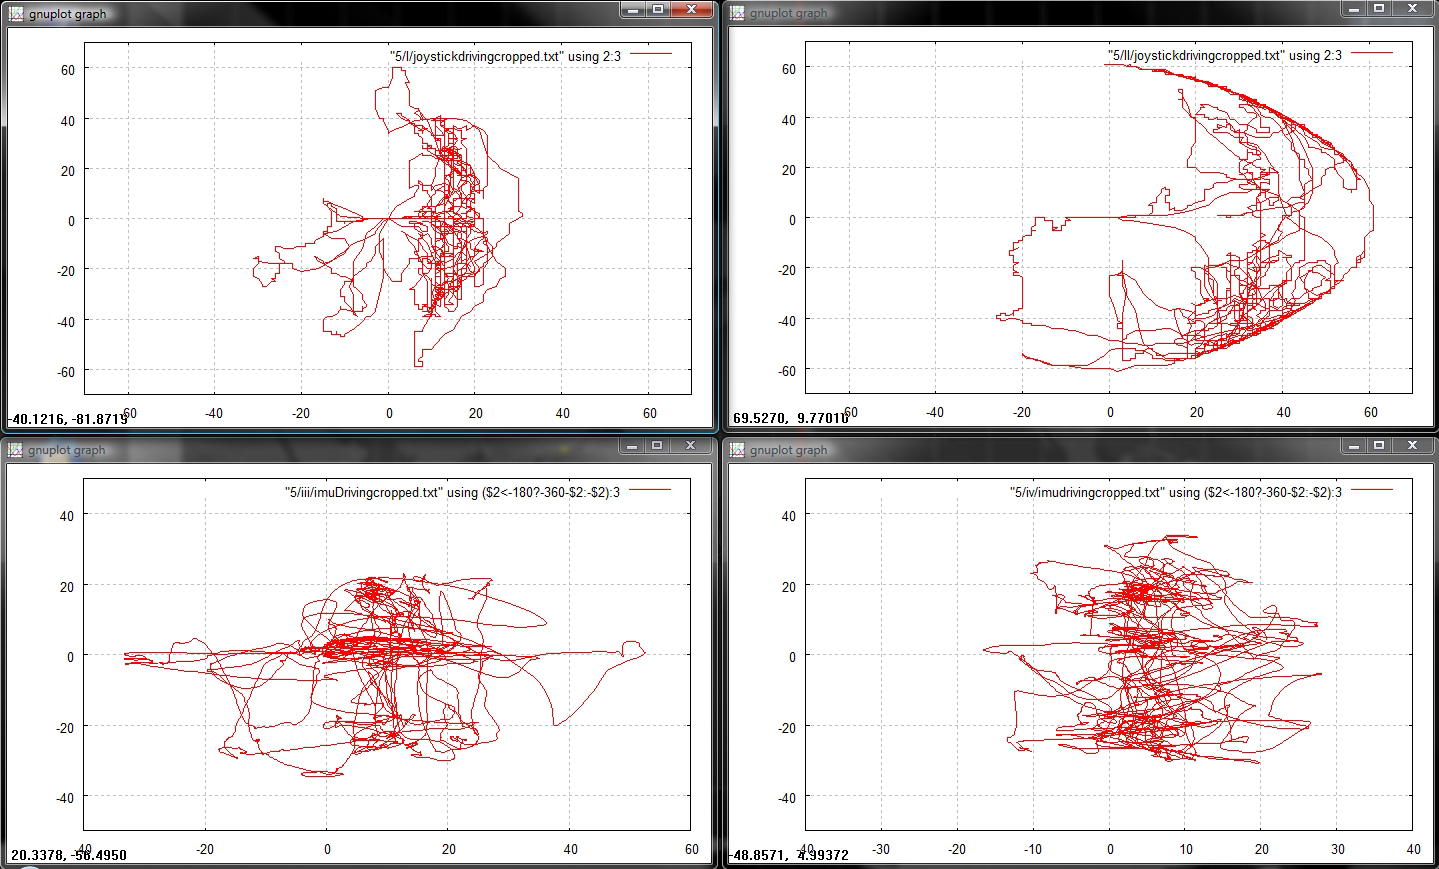 gnuplot graph
"5/I/joystickdrivingcropped.txt" using 2:3
60
40
20
0
-20
-40
-60
-60 -40 -20 0 20 40 60
-40.1216, -81.8719
gnuplot graph
"5/II/joystickdrivingcropped.txt" using 2:3
60
40
20
0
-20
-40
-60
-60 -40 -20 0 20 40 60
69.5270, 9.77016
gnuplot graph
"5/iii/imuDrivingcropped.txt" using ($2<-180?-360-$2:-$2):3
40
20
0
-20
-40
-40 -20 0 20 40 60
20.3378, -56.4950
gnuplot graph
"5/iv/imudrivingcropped.txt" using ($2<-180?-360-$2:-$2):3
40
20
0
-20
-40
-40 -30 -20 -10 0 10 20 30 40
-48.8571, 4.99372